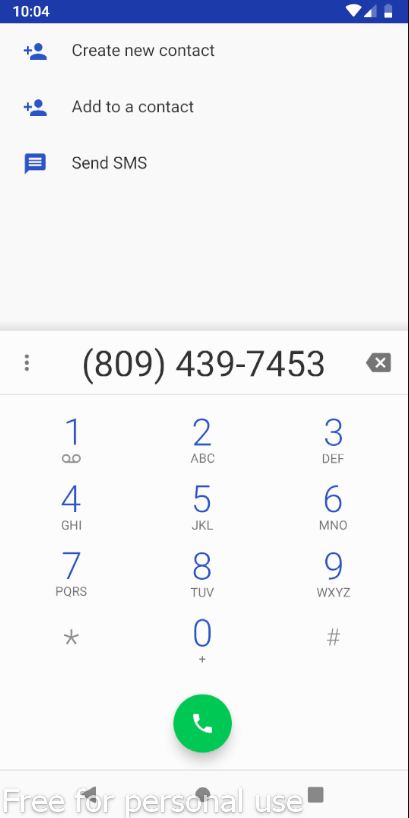 10:04
Create new contact
Add to a contact
Send SMS
(809) 439-7453
1 2 3
ABC DEF
4 5 6
GHI JKL MNO
7 8 9
PQRS TUV WXYZ
* 0 #
+
Free for personal use